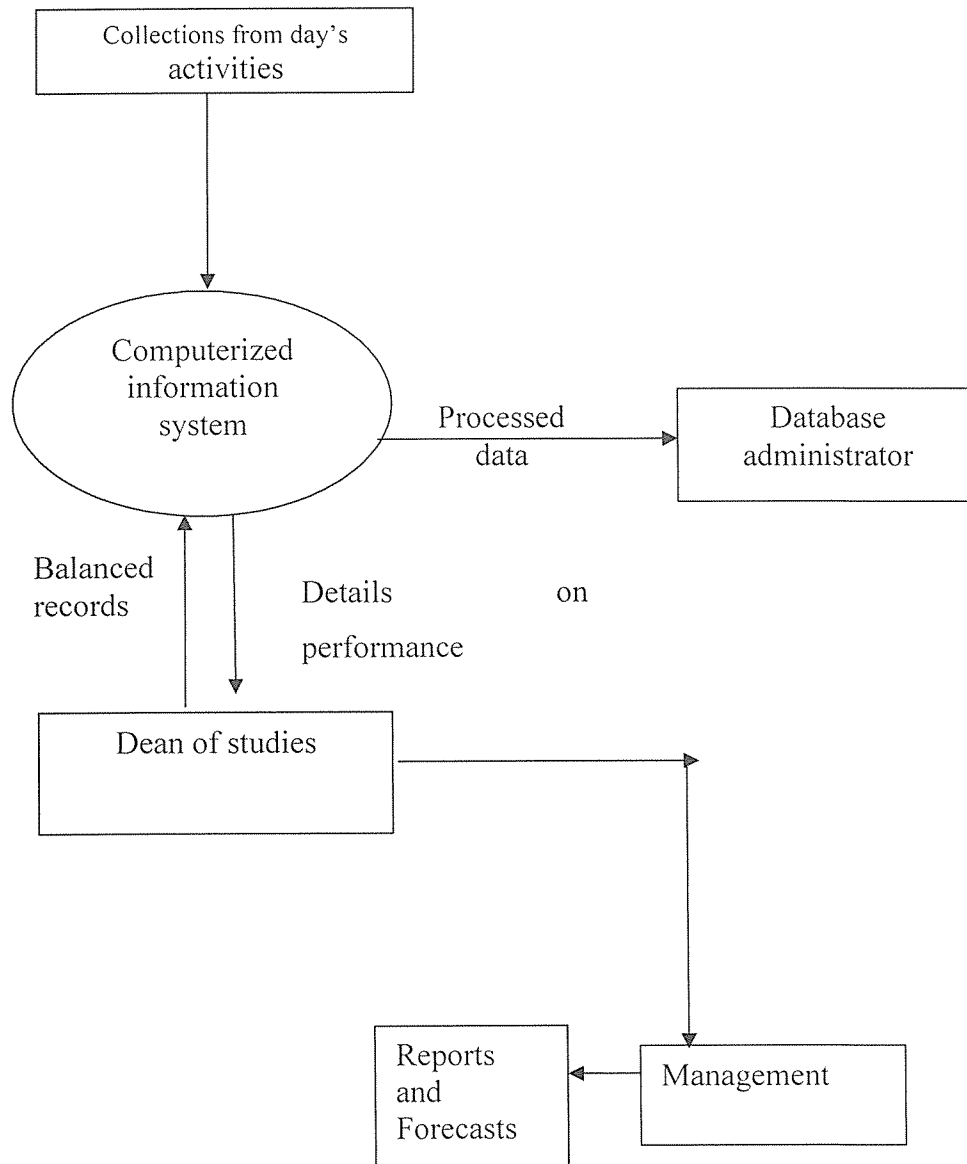 Collections from day's
activities
Computerized
information
system
Processed
data
Database
administrator
Balanced
records
Details on
performance
Dean of studies
Reports
and
Forecasts
Management